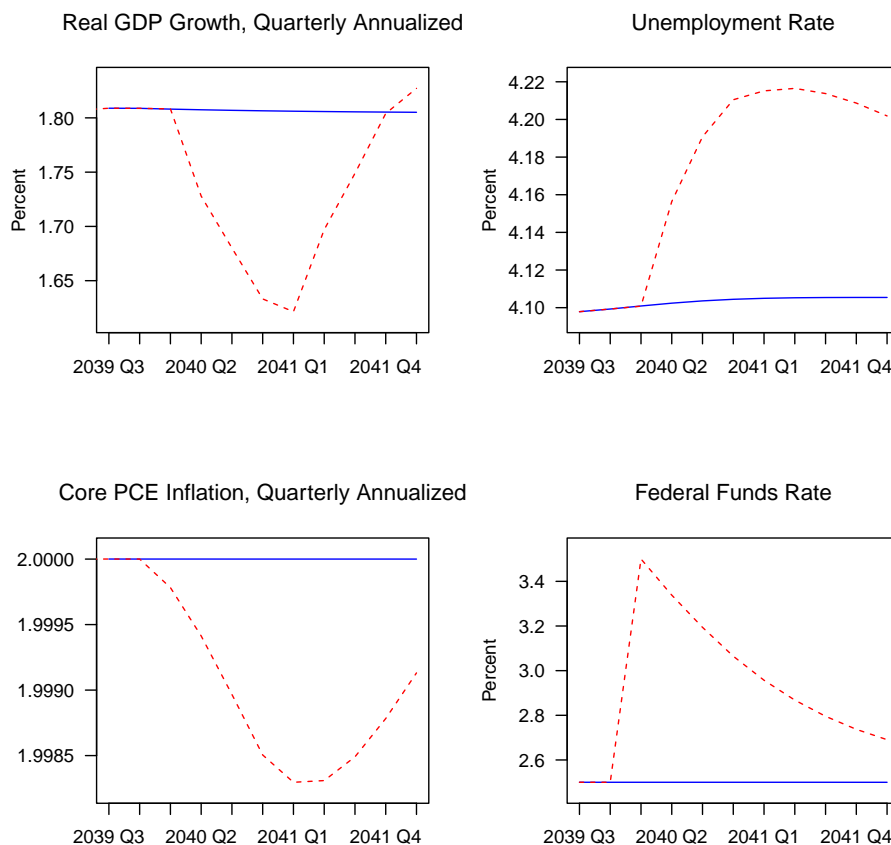 Real GDP Growth, Quarterly Annualized
Percent
1.80
1.75
1.70
1.65
2039 Q3 2040 Q2 2041 Q1 2041 Q4
Unemployment Rate
Percent
4.22
4.20
4.18
4.16
4.14
4.12
4.10
2039 Q3 2040 Q2 2041 Q1 2041 Q4
Core PCE Inflation, Quarterly Annualized
2.0000
1.9995
1.9990
1.9985
2039 Q3 2040 Q2 2041 Q1 2041 Q4
Federal Funds Rate
Percent
3.4
3.2
3.0
2.8
2.6
2039 Q3 2040 Q2 2041 Q1 2041 Q4